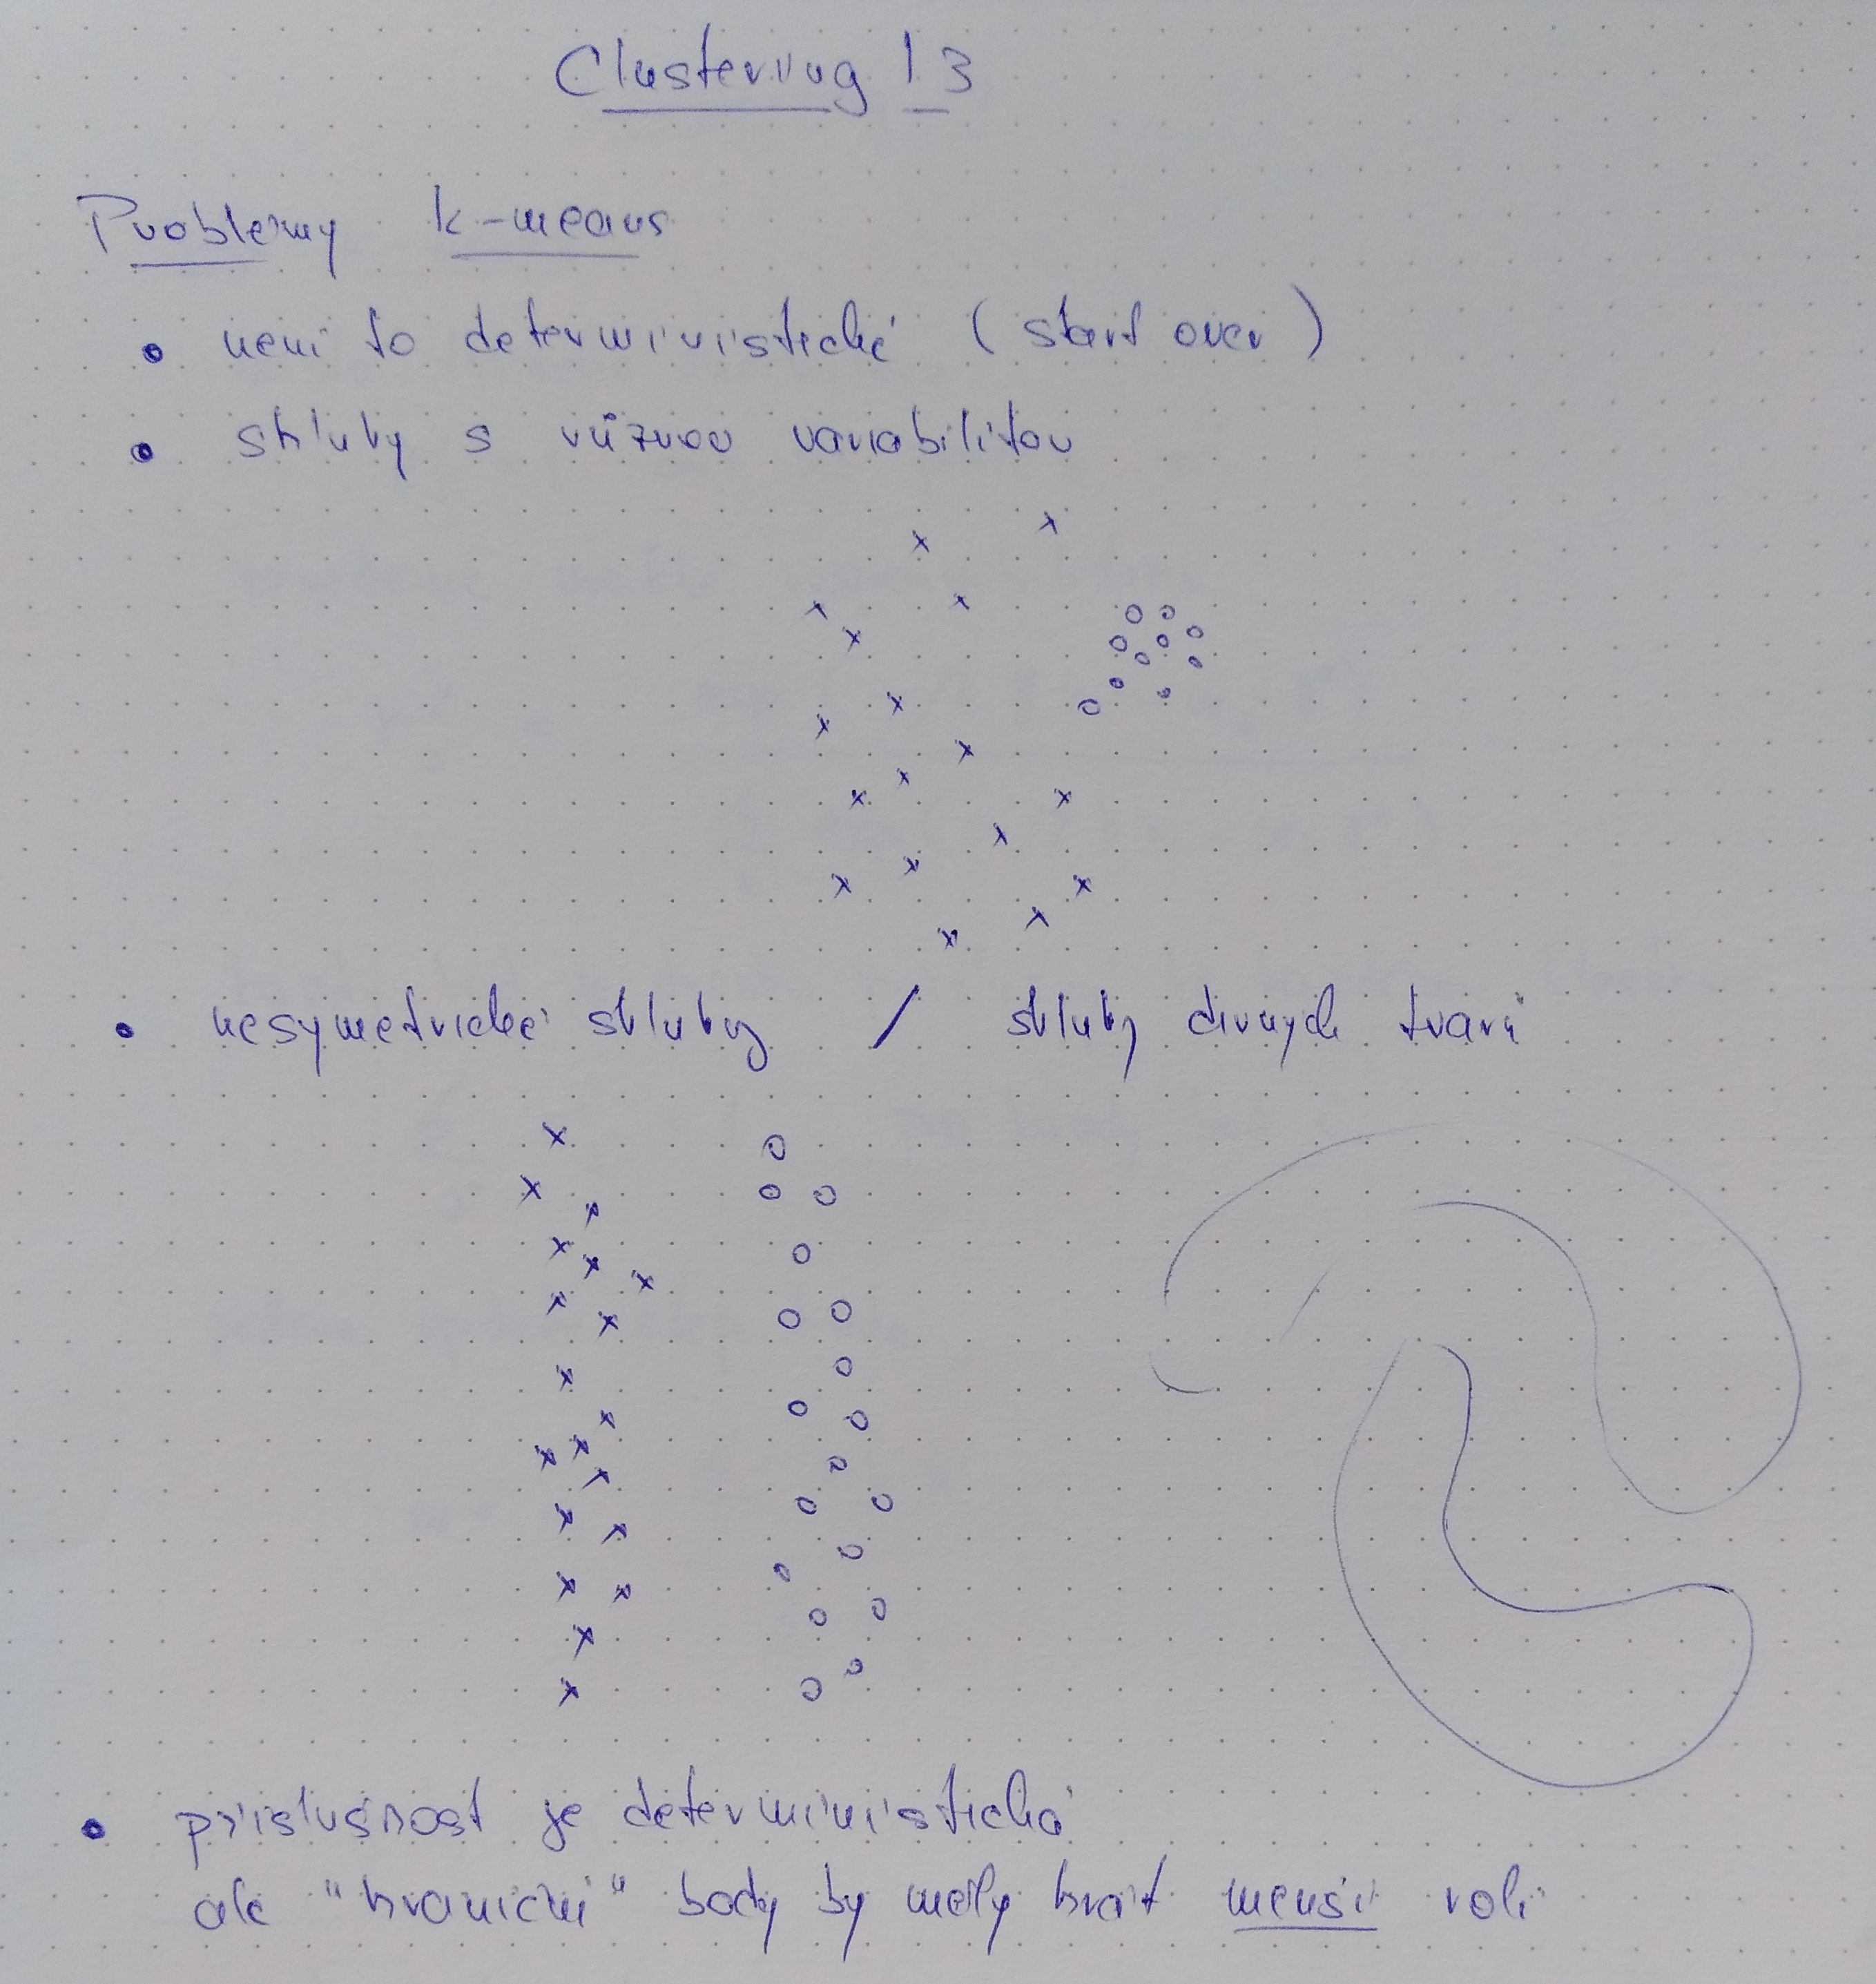 Clustering 13
Problémy k-means
• není to deterministické (start over)
• shluky s různou variabilitou
• nesymetrické shluky / shluky divných tvarů
• příslušnost je deterministická
ale "hraniční" body by měly hrát menší roli